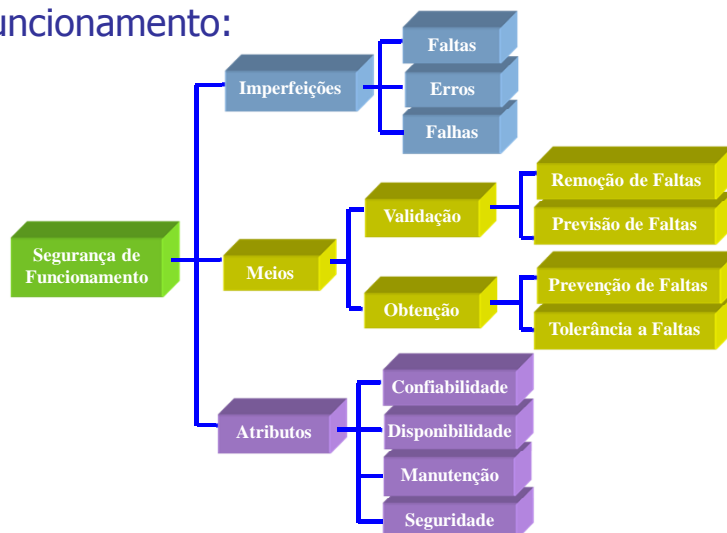 uncionamento:
Faltas
Imperfeições
Erros
Falhas
Remoção de Faltas
Validação
Previsão de Faltas
Segurança de
Funcionamento
Meios
Prevenção de Faltas
Obtenção
Tolerância a Faltas
Confiabilidade
Atributos
Disponibilidade
Manutenção
Seguridade